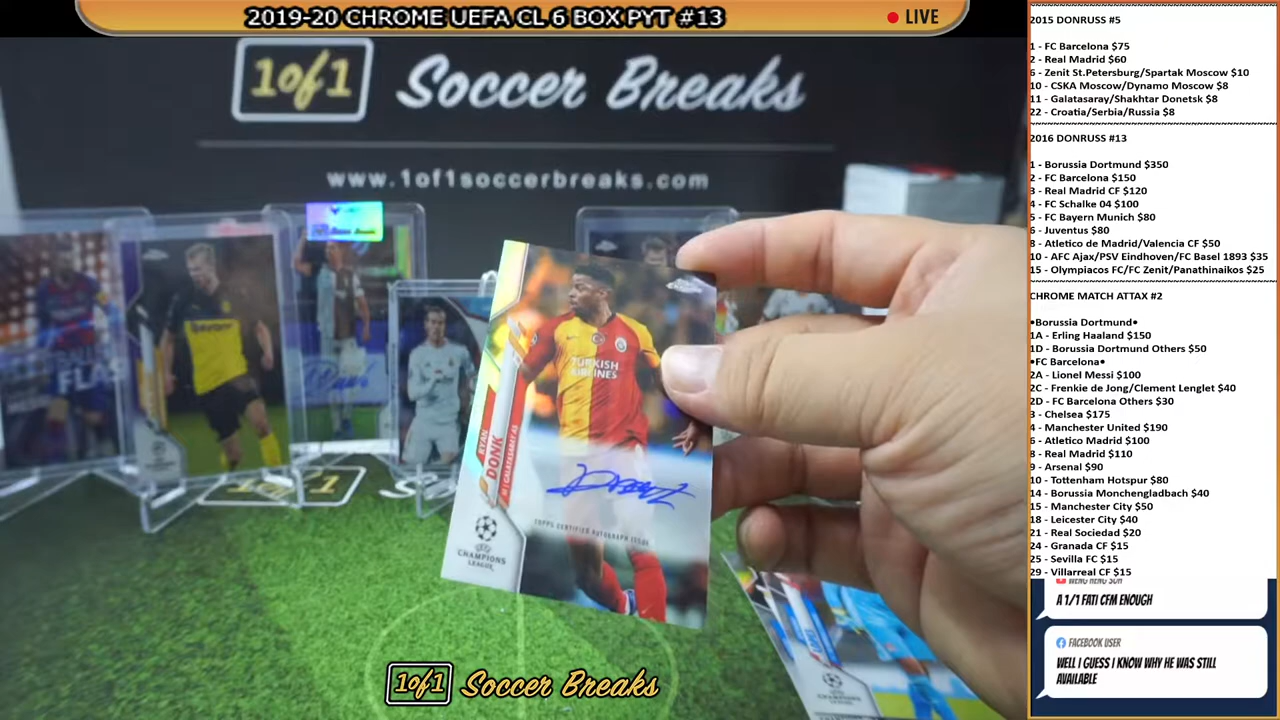 2019-20 CHROME UEFA CL 6 BOX PYT #13
LIVE
1of1 Soccer Breaks
www.1of1soccerbreaks.com
TURKISH
AIRLINES
RYAN
DONK
GALATASARAY AŞ
TOPPS CERTIFIED AUTOGRAPH ISSUE
UEFA
CHAMPIONS
LEAGUE
1of1 Soccer Breaks
2015 DONRUSS #5
1 - FC Barcelona $75
2 - Real Madrid $60
6 - Zenit St.Petersburg/Spartak Moscow $10
10 - CSKA Moscow/Dynamo Moscow $8
11 - Galatasaray/Shakhtar Donetsk $8
22 - Croatia/Serbia/Russia $8
2016 DONRUSS #13
1 - Borussia Dortmund $350
2 - FC Barcelona $150
3 - Real Madrid CF $120
4 - FC Schalke 04 $100
5 - FC Bayern Munich $80
6 - Juventus $80
8 - Atletico de Madrid/Valencia CF $50
10 - AFC Ajax/PSV Eindhoven/FC Basel 1893 $35
15 - Olympiacos FC/FC Zenit/Panathinaikos $25
CHROME MATCH ATTAX #2
•Borussia Dortmund•
1A - Erling Haaland $150
1D - Borussia Dortmund Others $50
•FC Barcelona•
2A - Lionel Messi $100
2C - Frenkie de Jong/Clement Lenglet $40
2D - FC Barcelona Others $30
3 - Chelsea $175
4 - Manchester United $190
6 - Atletico Madrid $100
8 - Real Madrid $110
9 - Arsenal $90
10 - Tottenham Hotspur $80
14 - Borussia Monchengladbach $40
15 - Manchester City $50
18 - Leicester City $40
21 - Real Sociedad $20
24 - Granada CF $15
25 - Sevilla FC $15
29 - Villarreal CF $15
WENG HENG SOH
A 1/1 FATI CFM ENOUGH
FACEBOOK USER
WELL I GUESS I KNOW WHY HE WAS STILL
AVAILABLE